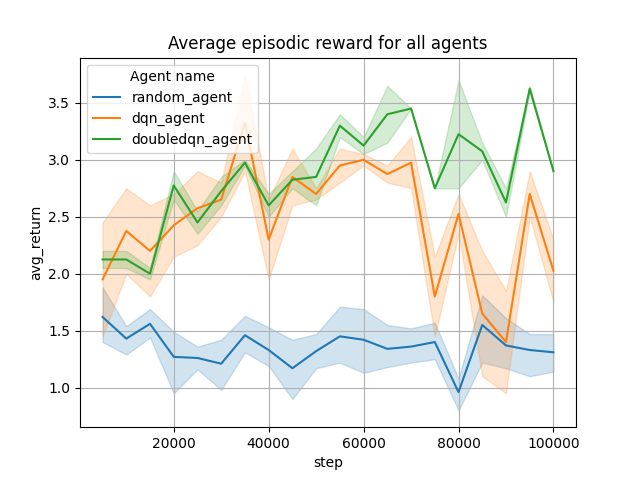 Average episodic reward for all agents
Agent name
random_agent
dqn_agent
doubledqn_agent
avg_return
3.5
3.0
2.5
2.0
1.5
1.0
20000 40000 60000 80000 100000
step